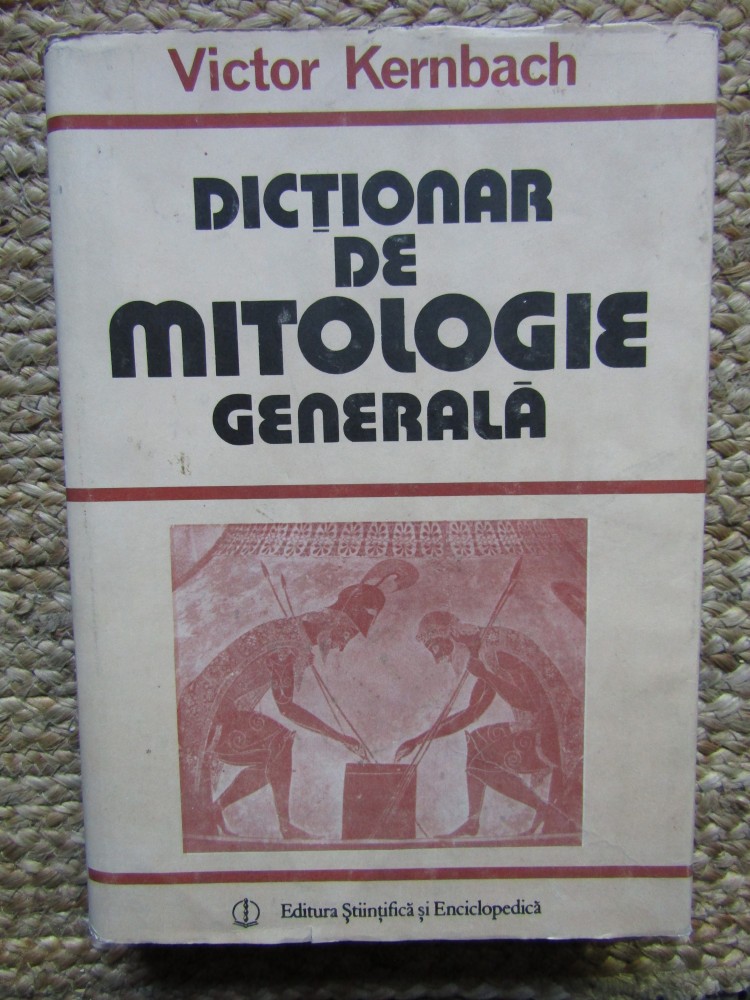 Victor Kernbach
DICȚIONAR
DE
MITOLOGIE
GENERALĂ
Editura Științifică și Enciclopedică